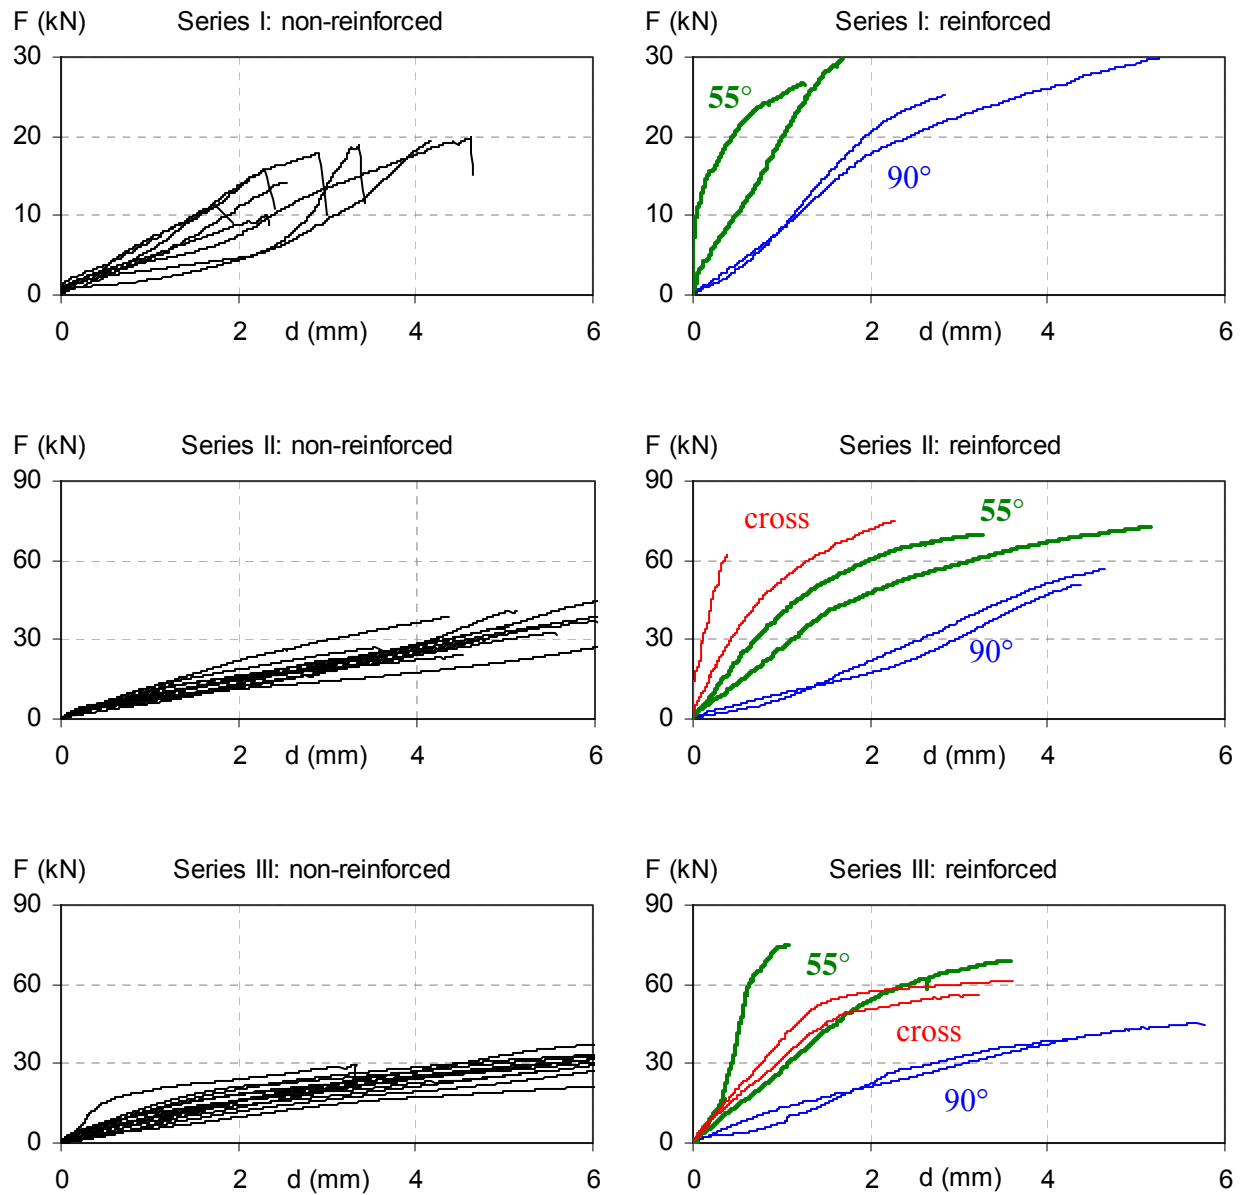 F (kN) Series I: non-reinforced
30
20
10
0
0 2 d (mm) 4 6
F (kN) Series I: reinforced
30
55°
20
90°
10
0
0 2 d (mm) 4 6
F (kN) Series II: non-reinforced
90
60
30
0
0 2 d (mm) 4 6
F (kN) Series II: reinforced
90
cross 55°
60
30
90°
0
0 2 d (mm) 4 6
F (kN) Series III: non-reinforced
90
60
30
0
0 2 d (mm) 4 6
F (kN) Series III: reinforced
90
55°
60
cross
30
90°
0
0 2 d (mm) 4 6